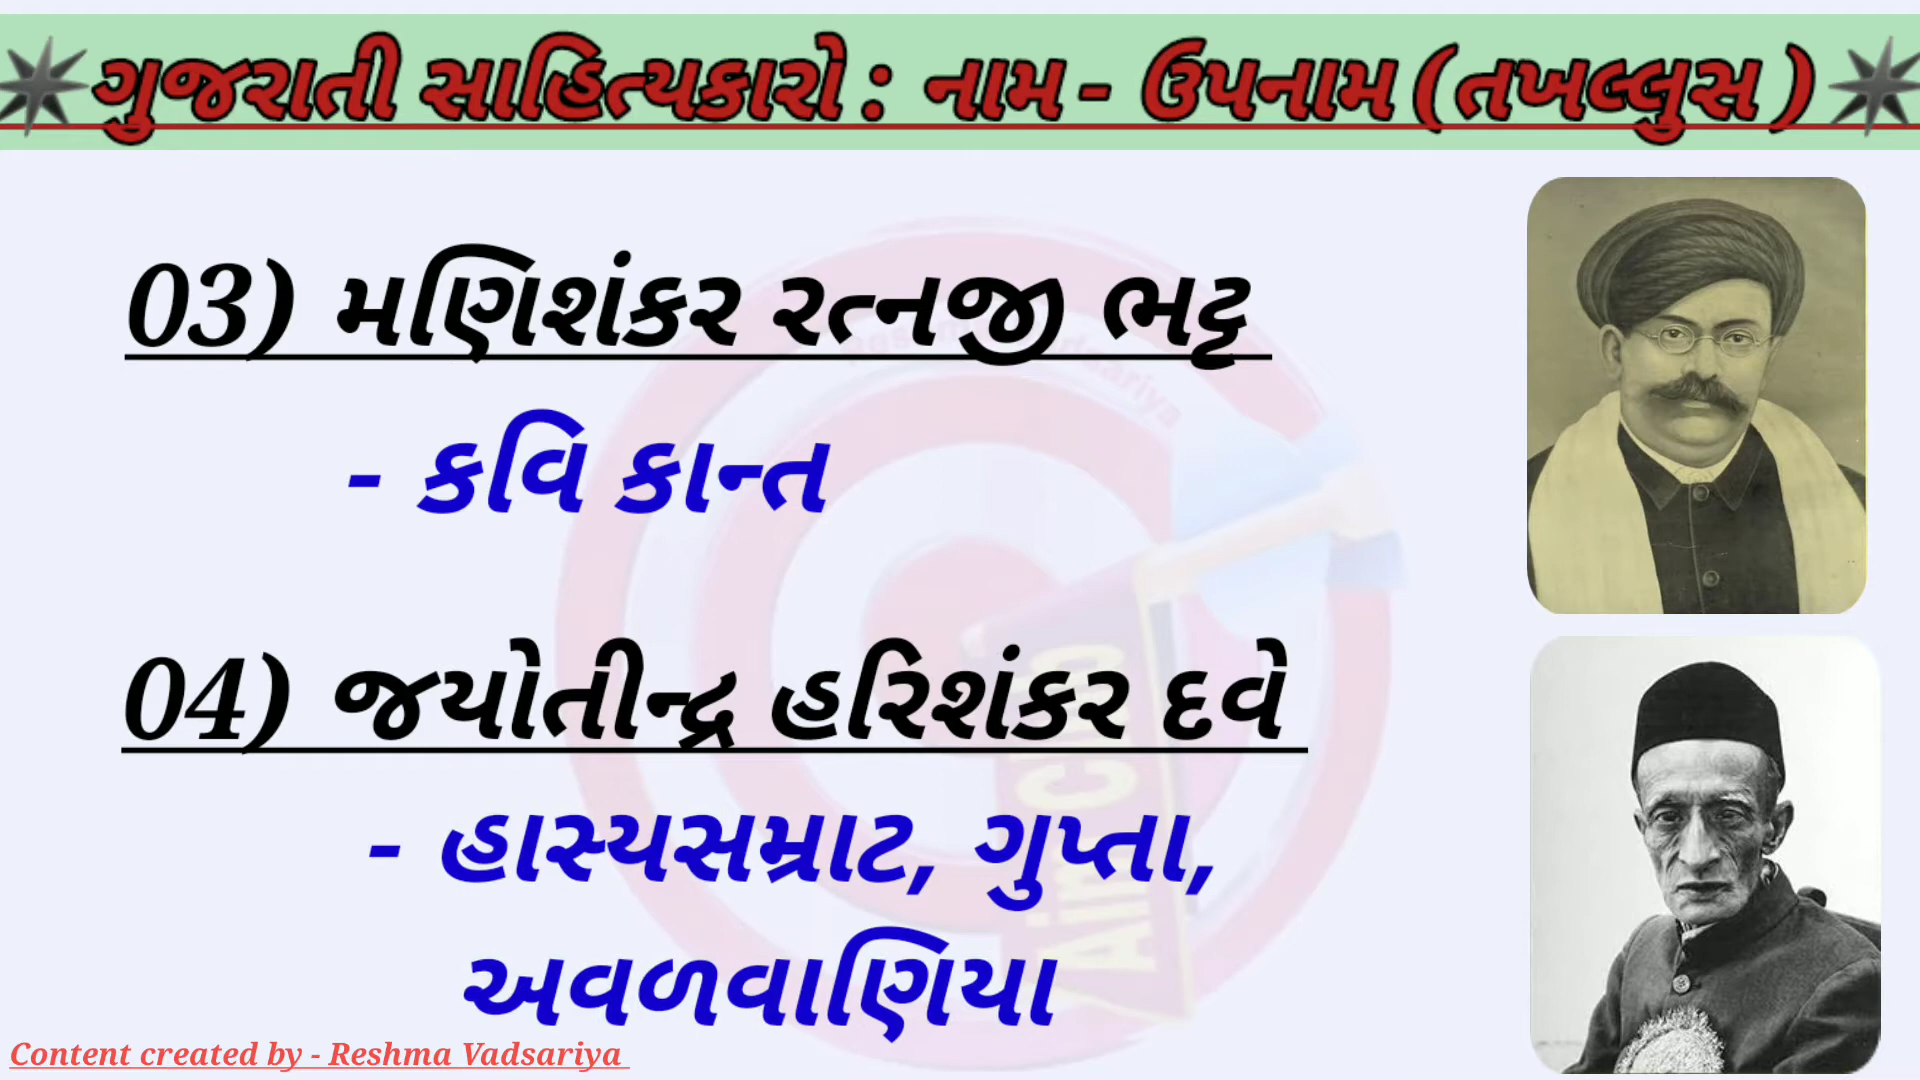 ગુજરાતી સાહિત્યકારો : નામ - ઉપનામ ( તખલ્લુસ )
03) મણિશંકર રત્નજી ભટ્ટ
- કવિ કાન્ત
04) જયોતીન્દ્ર હરિશંકર દવે
- હાસ્યસમ્રાટ, ગુપ્તા,
અવળવાણિયા
Content created by - Reshma Vadsariya